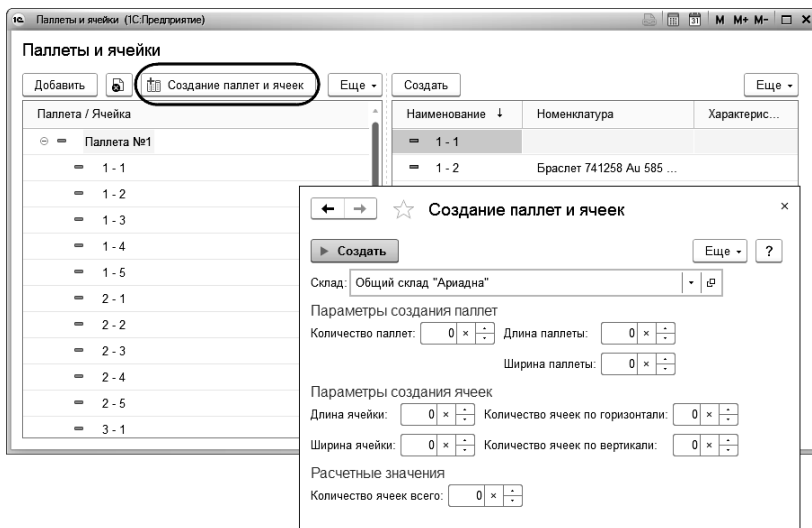 1С Паллеты и ячейки (1С:Предприятие) 31 M M+ M-
Паллеты и ячейки
Добавить Создание паллет и ячеек Еще Создать Еще
Паллета / Ячейка
Паллета №1
1 - 1
1 - 2
1 - 3
1 - 4
1 - 5
2 - 1
2 - 2
2 - 3
2 - 4
2 - 5
3 - 1
Наименование ↓ Номенклатура Характерис...
1 - 1
1 - 2 Браслет 741258 Au 585 ...
Создание паллет и ячеек
Создать Еще ?
Склад: Общий склад "Ариадна"
Параметры создания паллет
Количество паллет: 0 Длина паллеты: 0
Ширина паллеты: 0
Параметры создания ячеек
Длина ячейки: 0 Количество ячеек по горизонтали: 0
Ширина ячейки: 0 Количество ячеек по вертикали: 0
Расчетные значения
Количество ячеек всего: 0